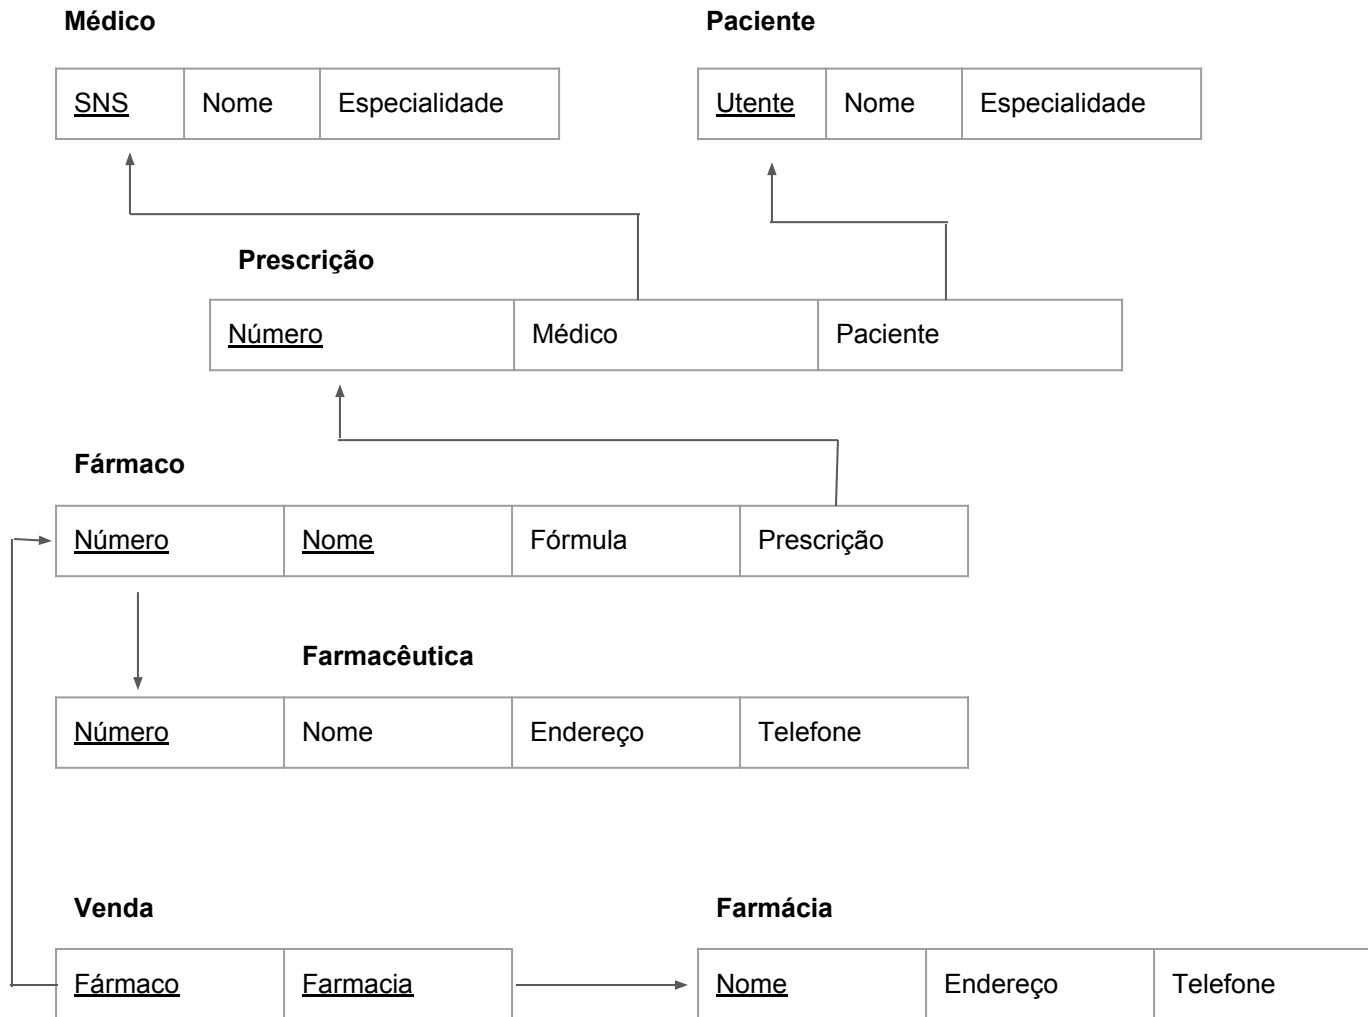 Médico
Paciente
SNS Nome Especialidade
Utente Nome Especialidade
Prescrição
Número Médico Paciente
Fármaco
Número Nome Fórmula Prescrição
Farmacêutica
Número Nome Endereço Telefone
Venda
Farmácia
Fármaco Farmacia
Nome Endereço Telefone